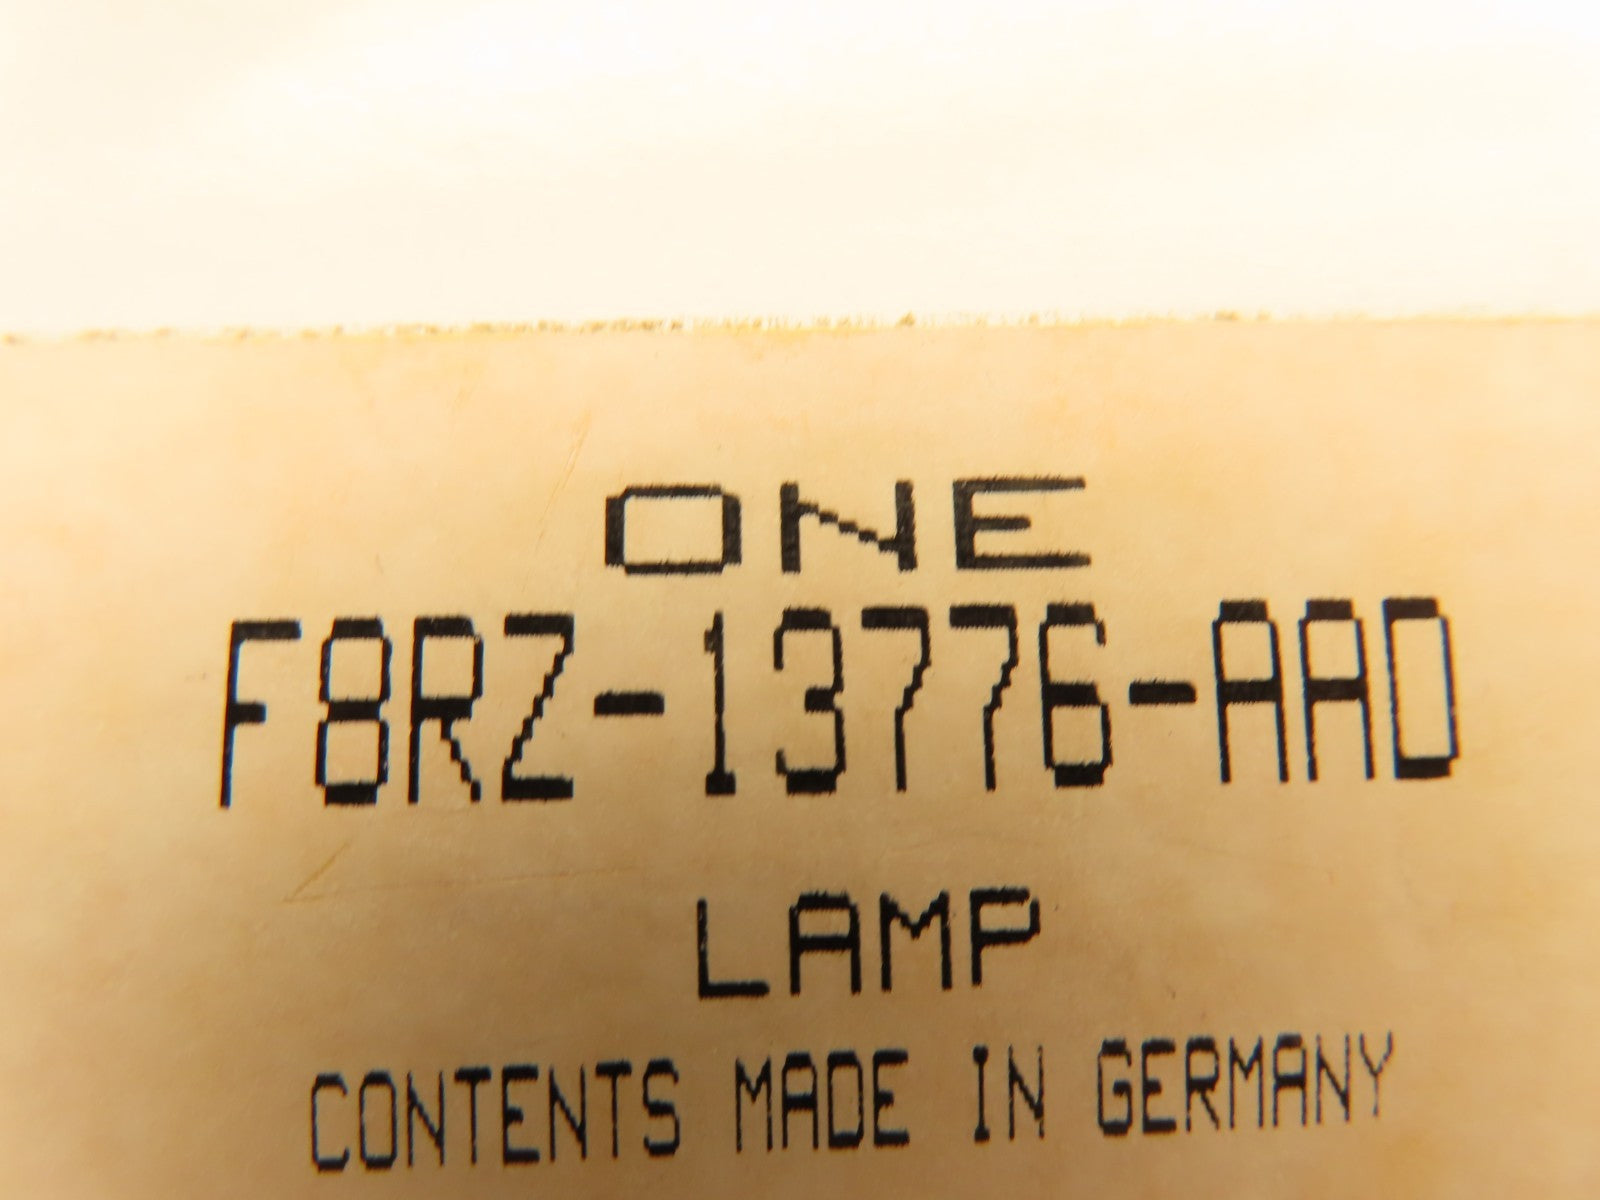 ONE
F8RZ-13776-AAD
LAMP
CONTENTS MADE IN GERMANY